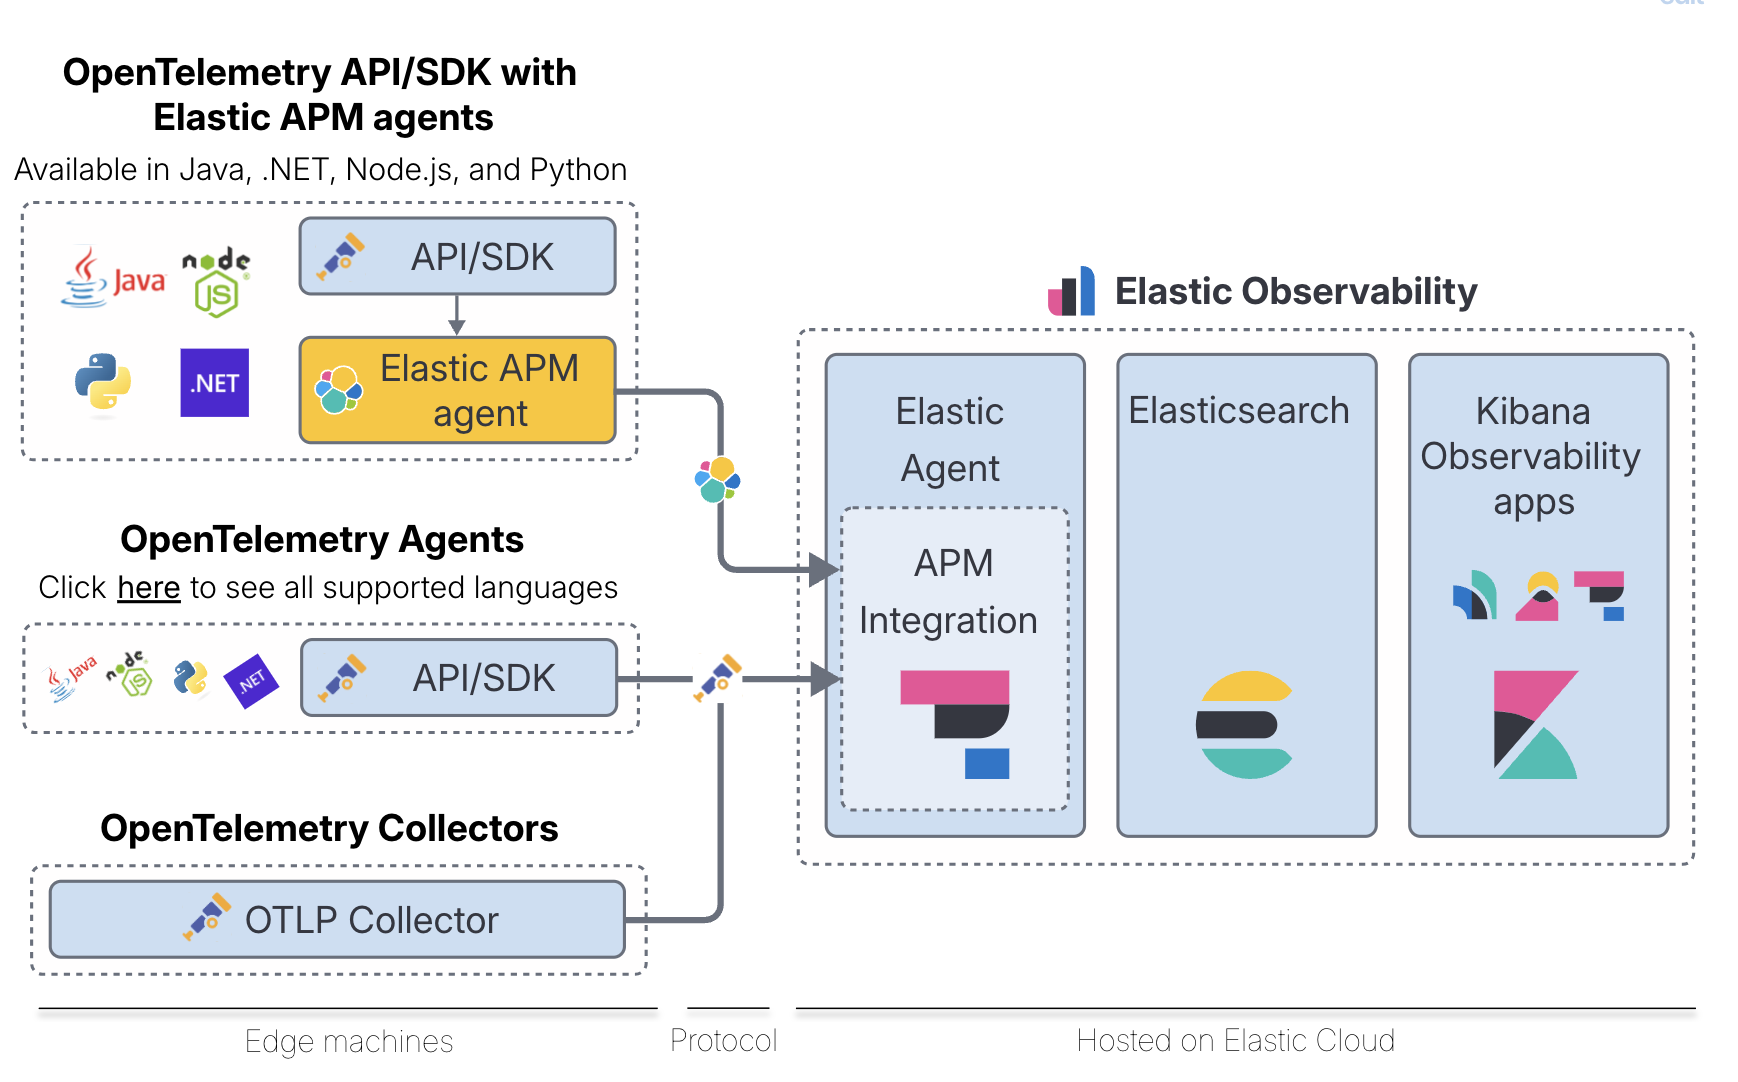 OpenTelemetry API/SDK with
Elastic APM agents
Available in Java, .NET, Node.js, and Python
Java
node
JS
.NET
API/SDK
Elastic APM
agent
OpenTelemetry Agents
Click here to see all supported languages
Java
node
JS
.NET
API/SDK
OpenTelemetry Collectors
OTLP Collector
Elastic Observability
Elastic
Agent
APM
Integration
Elasticsearch
Kibana
Observability
apps
Edge machines
Protocol
Hosted on Elastic Cloud